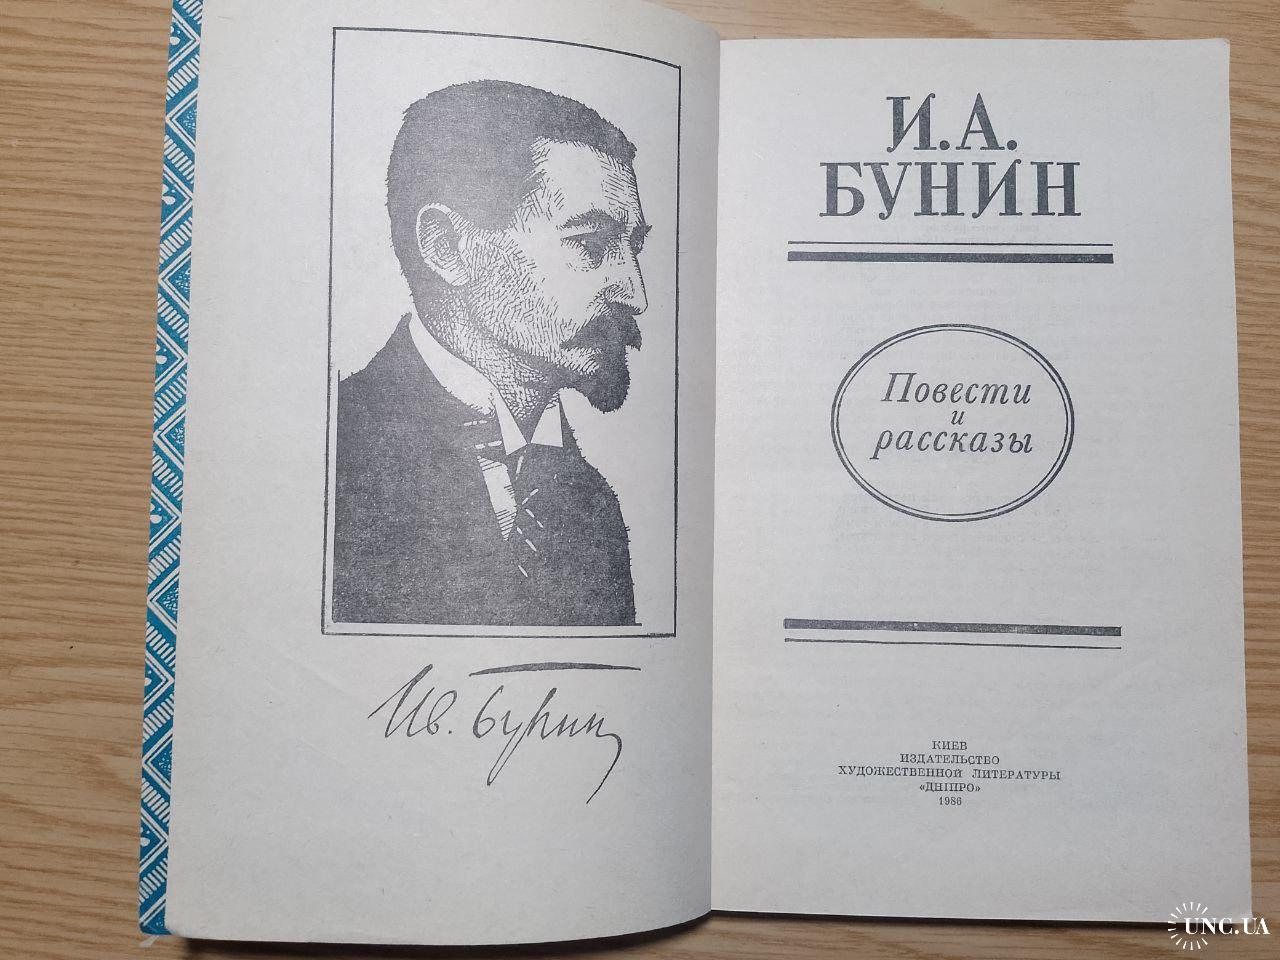 Ив. Бунин
И. А.
БУНИН
Повести
и
рассказы
КИЕВ
ИЗДАТЕЛЬСТВО
ХУДОЖЕСТВЕННОЙ ЛИТЕРАТУРЫ
«ДНІПРО»
1986
UNC.UA